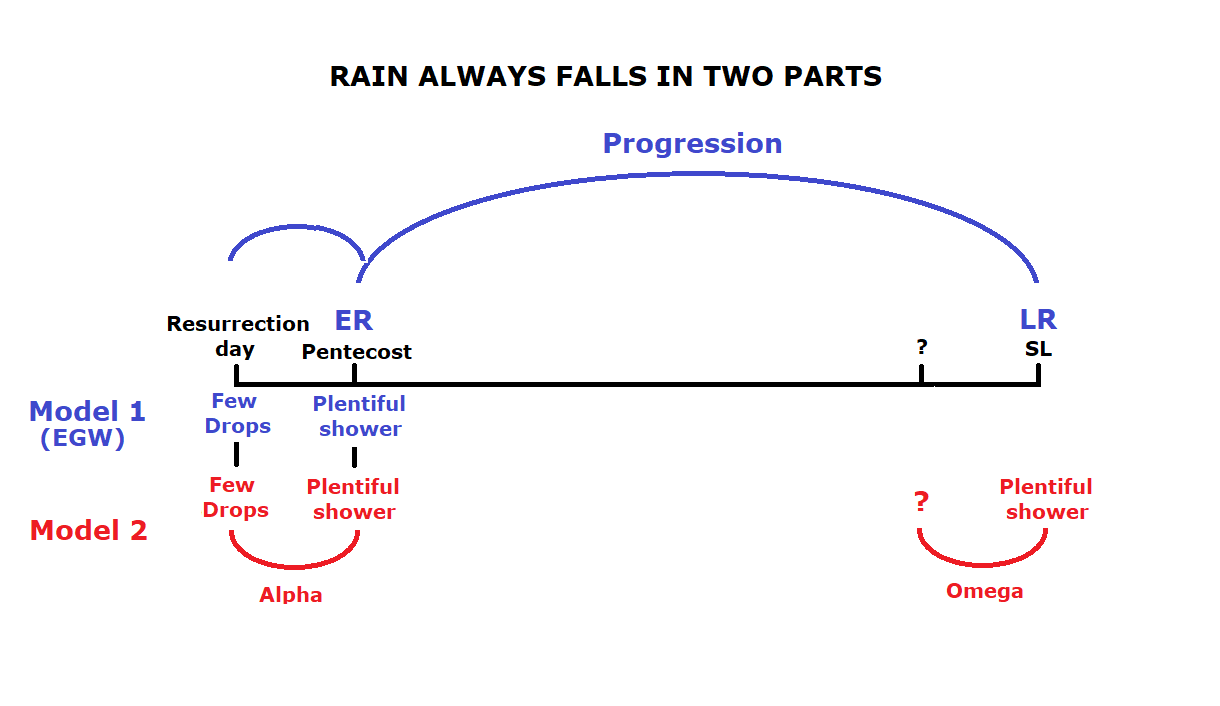 RAIN ALWAYS FALLS IN TWO PARTS
Progression
Resurrection
day
ER
Pentecost
?
LR
SL
Model 1
(EGW)
Few
Drops
Plentiful
shower
Model 2
Few
Drops
Plentiful
shower
?
Plentiful
shower
Alpha
Omega